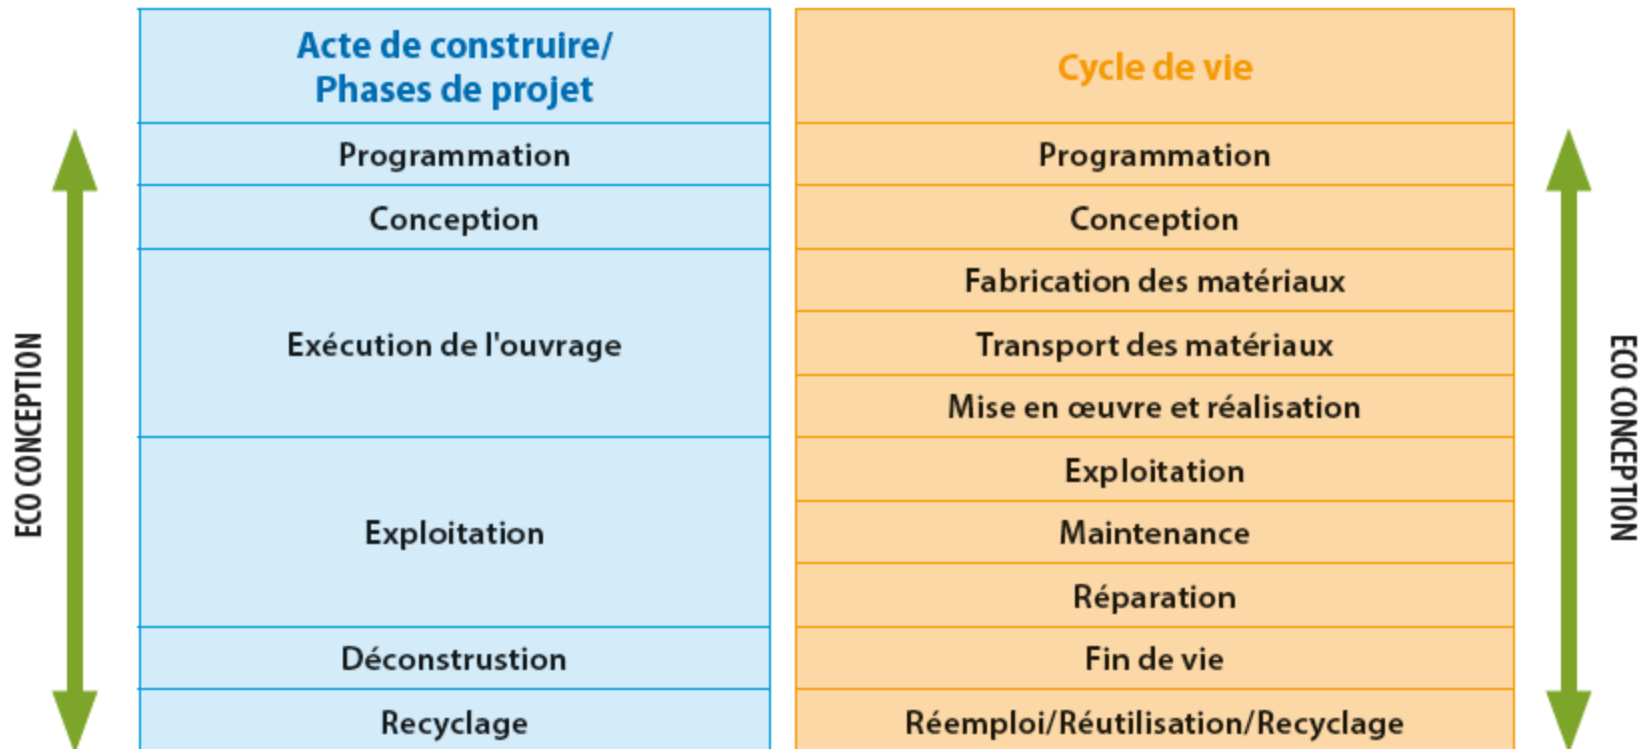 Acte de construire/
Phases de projet
Programmation
Conception
Exécution de l'ouvrage
Exploitation
Déconstrustion
Recyclage
Cycle de vie
Programmation
Conception
Fabrication des matériaux
Transport des matériaux
Mise en œuvre et réalisation
Exploitation
Maintenance
Réparation
Fin de vie
Réemploi/Réutilisation/Recyclage
ECO CONCEPTION
ECO CONCEPTION